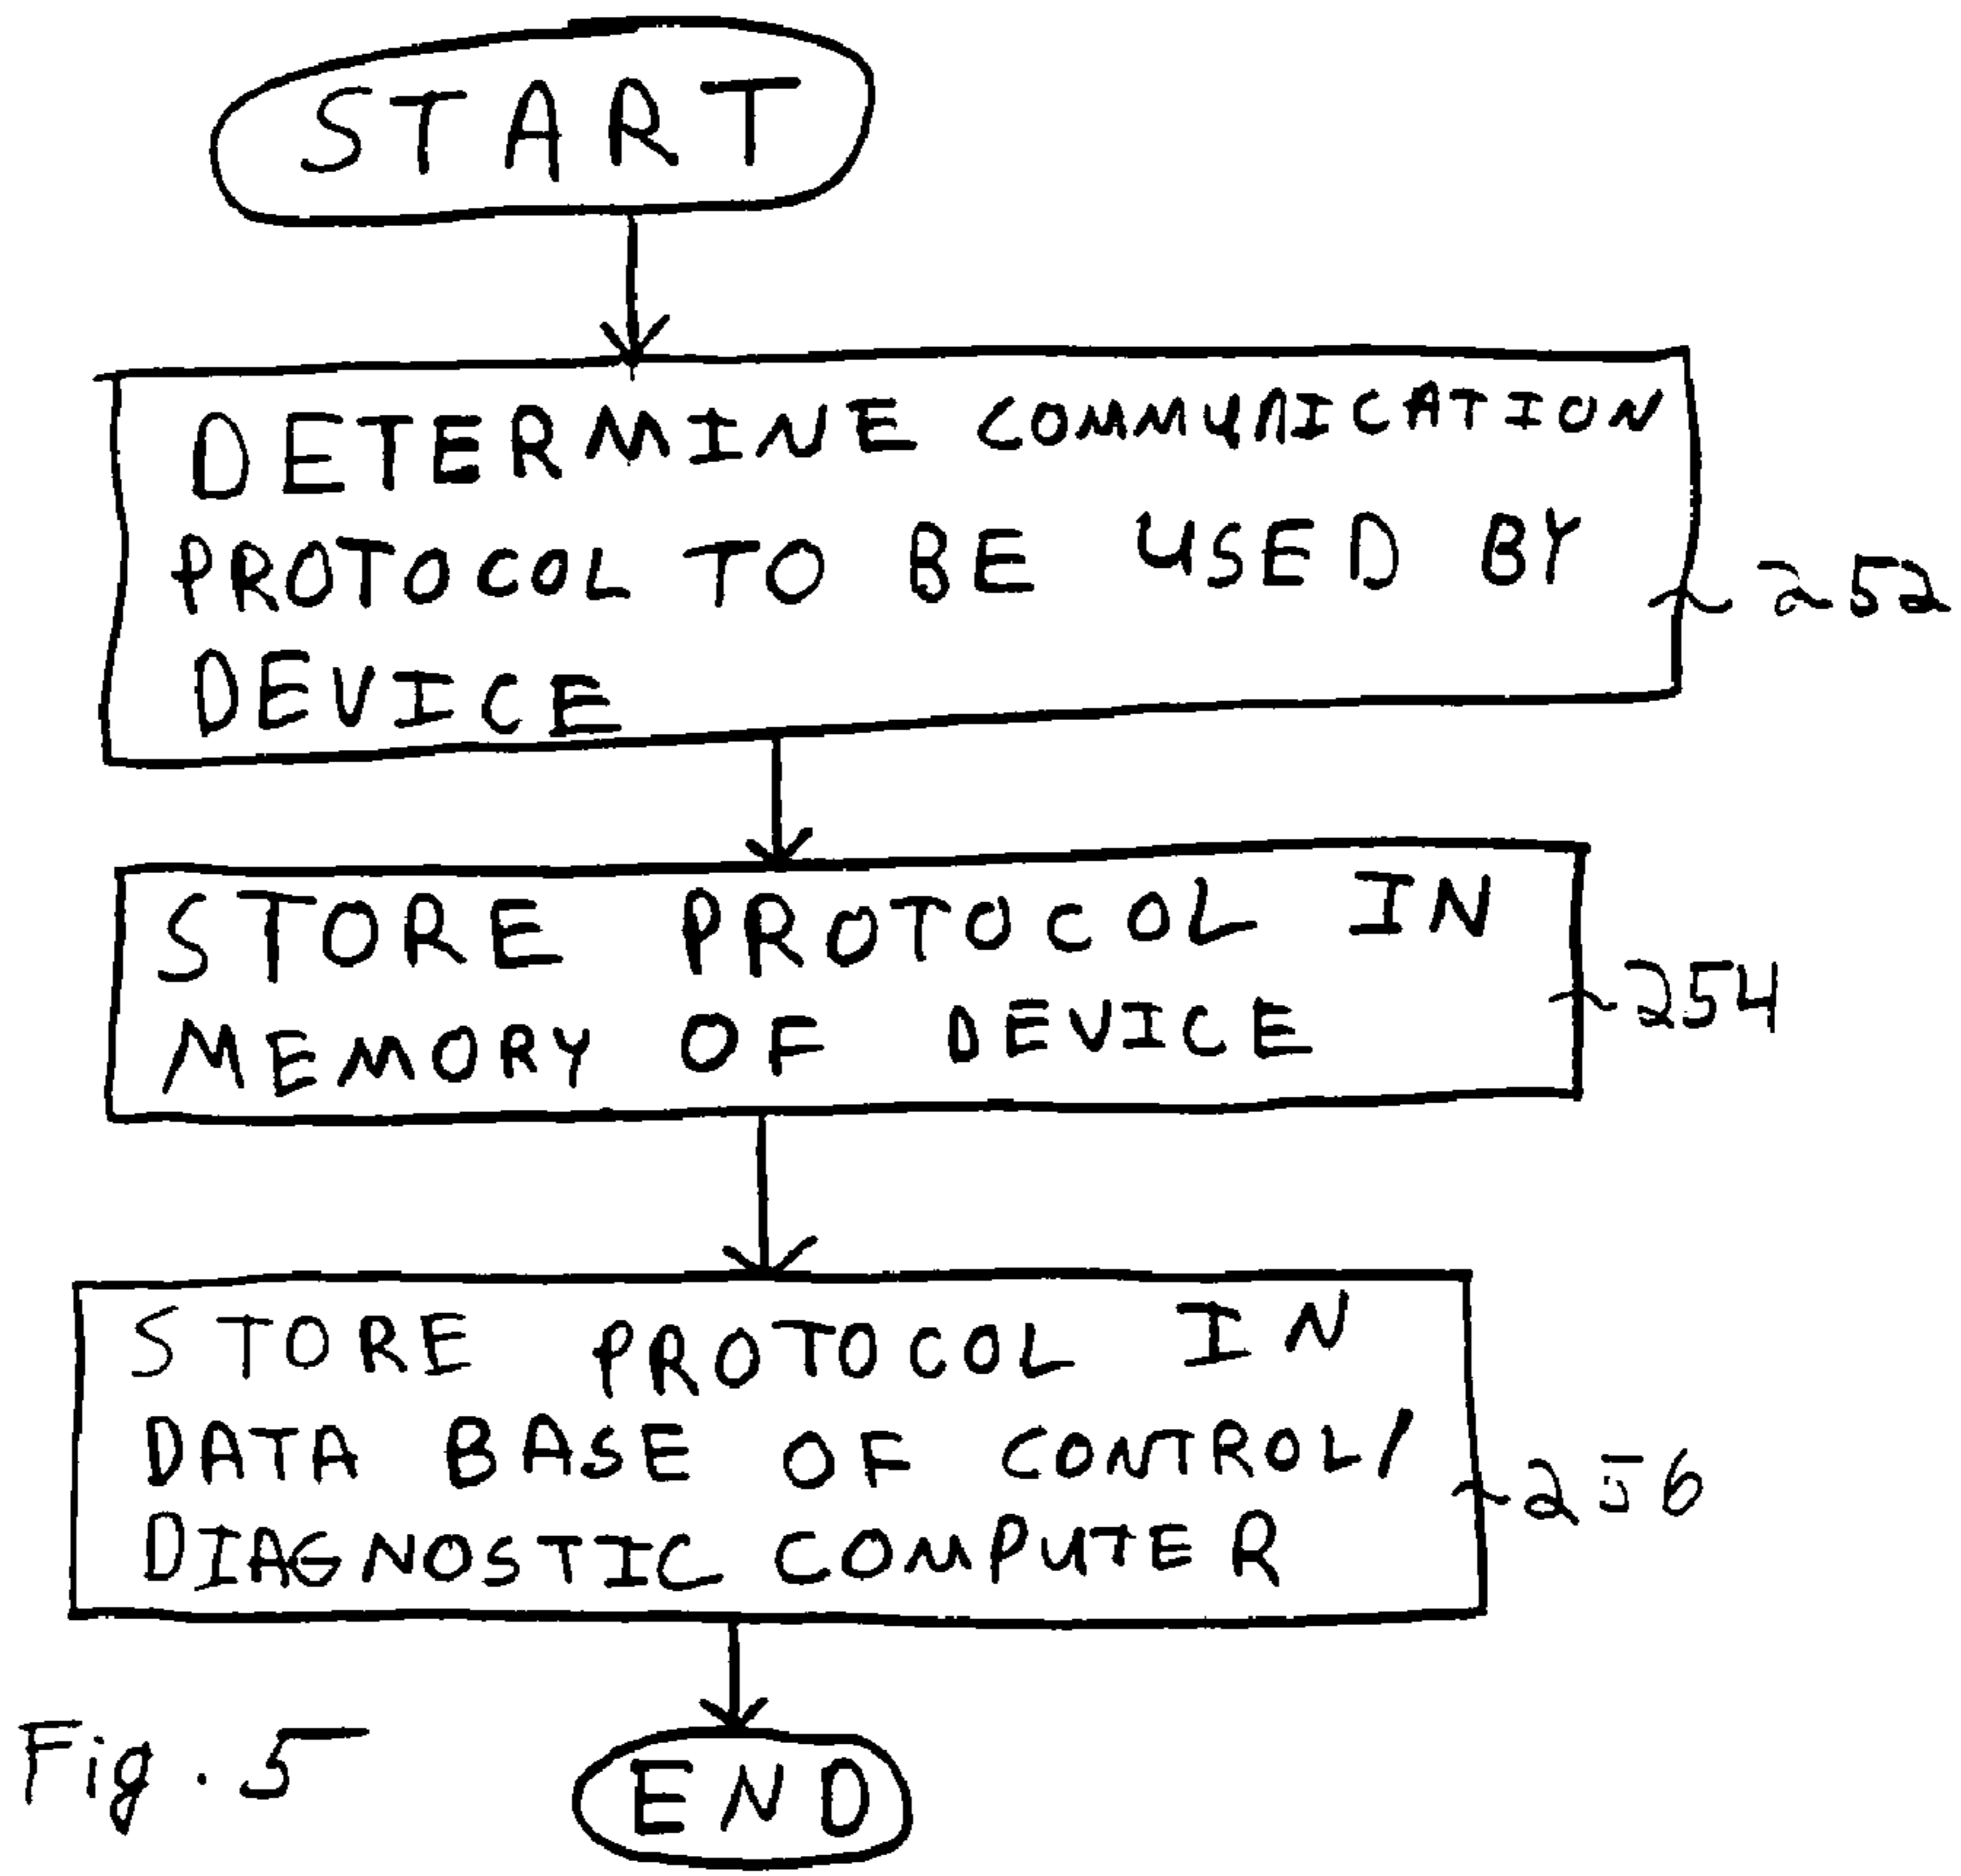 START
DETERMINE COMMUNICATION
PROTOCOL TO BE USED BY
DEVICE
252
STORE PROTOCOL IN
MEMORY OF DEVICE
254
STORE PROTOCOL IN
DATA BASE OF CONTROL/
DIAGNOSTIC COMPUTER
256
END
Fig. 5